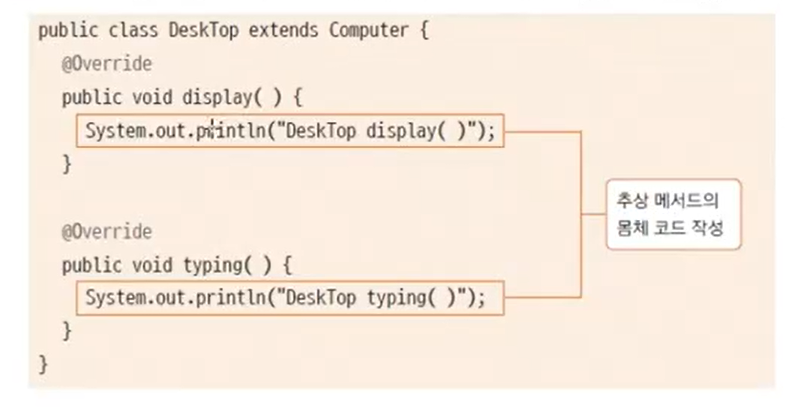 public class DeskTop extends Computer {
@Override
public void display( ) {
System.out.println("DeskTop display( )");
}
@Override
public void typing( ) {
System.out.println("DeskTop typing( )");
}
}
추상 메서드의
몸체 코드 작성